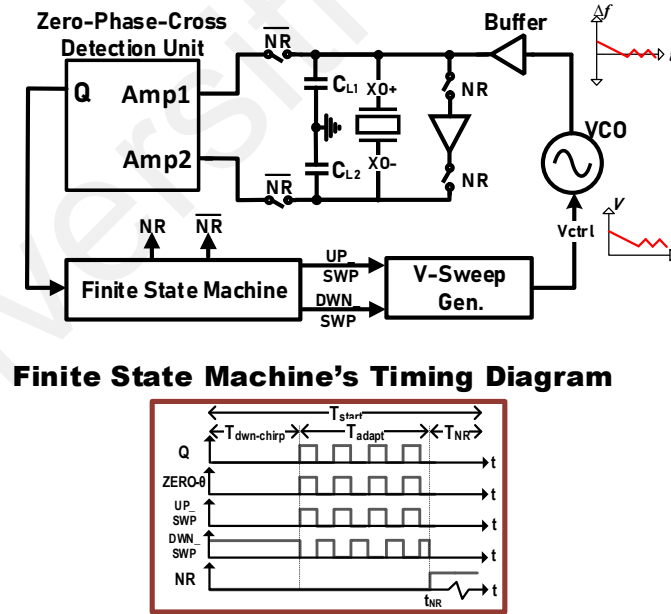 Zero-Phase-Cross
Detection Unit
Q
Amp1
Amp2
NR
NR
CL1
CL2
XO+
XO-
NR
NR
Buffer
VCO
Δf
t
V
Vctrl
NR
NR
Finite State Machine
UP_
SWP
DWN_
SWP
V-Sweep
Gen.
Finite State Machine's Timing Diagram
Tstart
Tdwn-chirp
Tadapt
TNR
Q
t
ZERO-θ
t
UP_
SWP
t
DWN_
SWP
t
NR
tNR
t